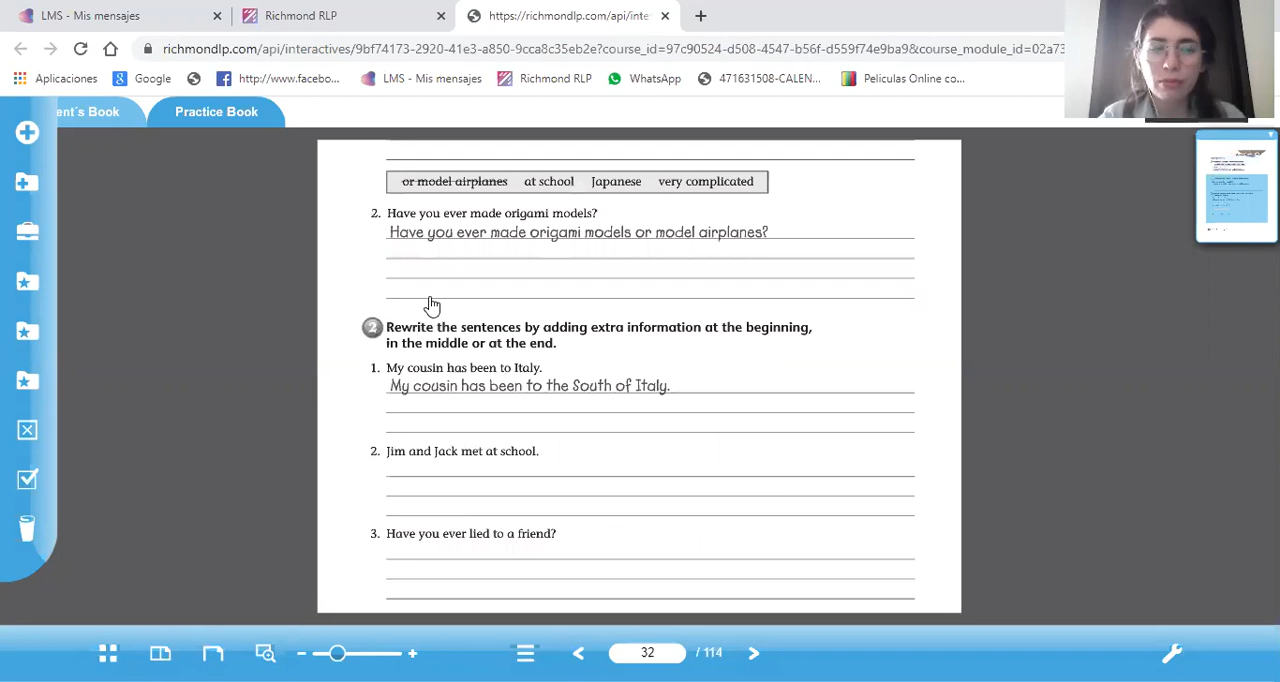 LMS - Mis mensajes
Richmond RLP
https://richmondlp.com/api/inte
richmondlp.com/api/interactives/9bf74173-2920-41e3-a850-9cca8c35eb2e?course_id=97c90524-d508-4547-b56f-d559f74e9ba9&course_module_id=02a73
Aplicaciones
Google
http://www.facebo...
LMS - Mis mensajes
Richmond RLP
WhatsApp
471631508-CALEN...
Peliculas Online co...
ent's Book
Practice Book
or model airplanes at school Japanese very complicated
2. Have you ever made origami models?
Have you ever made origami models or model airplanes?
2 Rewrite the sentences by adding extra information at the beginning,
in the middle or at the end.
1. My cousin has been to Italy.
My cousin has been to the South of Italy.
2. Jim and Jack met at school.
3. Have you ever lied to a friend?
32 / 114